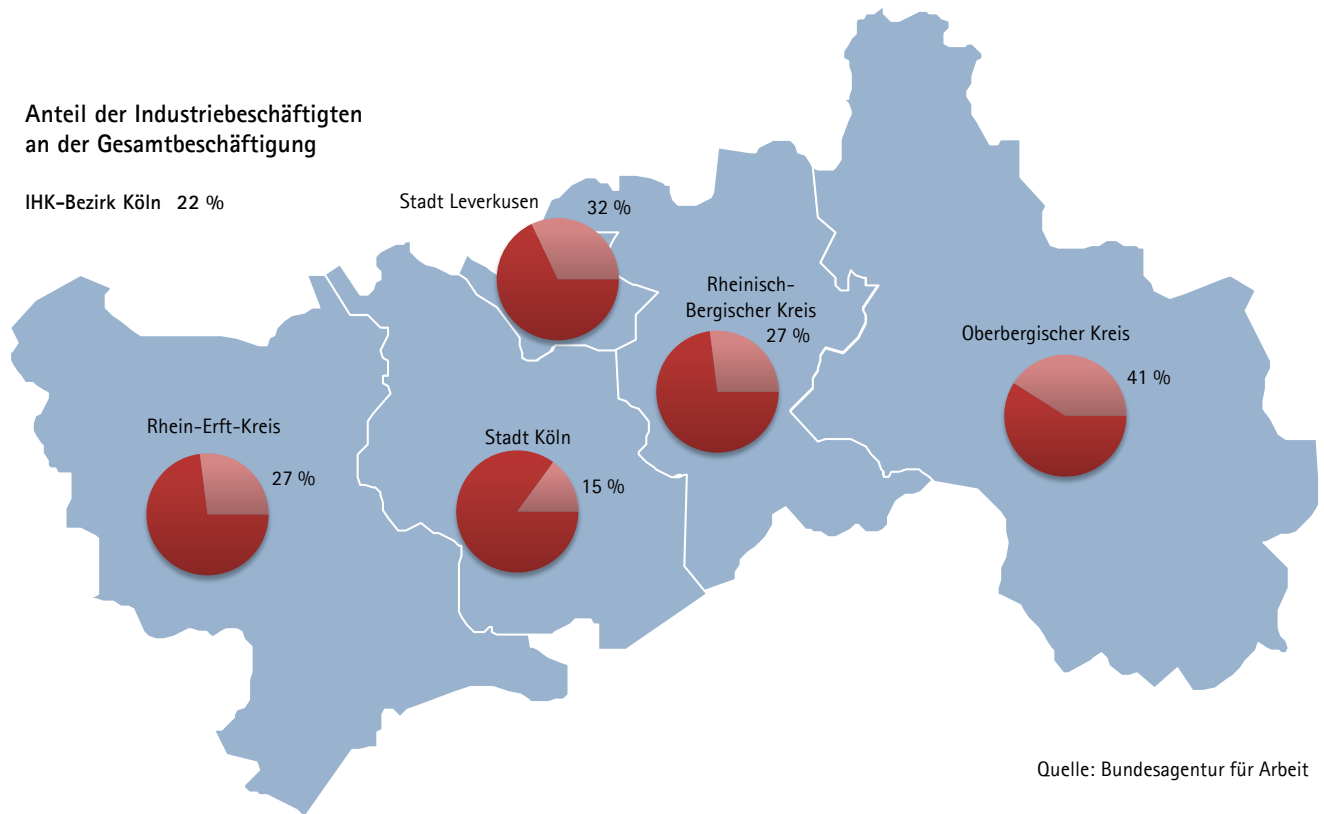 Anteil der Industriebeschäftigten
an der Gesamtbeschäftigung
IHK-Bezirk Köln 22 %
Stadt Leverkusen
32 %
Rheinisch-
Bergischer Kreis
27 %
Oberbergischer Kreis
41 %
Rhein-Erft-Kreis
27 %
Stadt Köln
15 %
Quelle: Bundesagentur für Arbeit